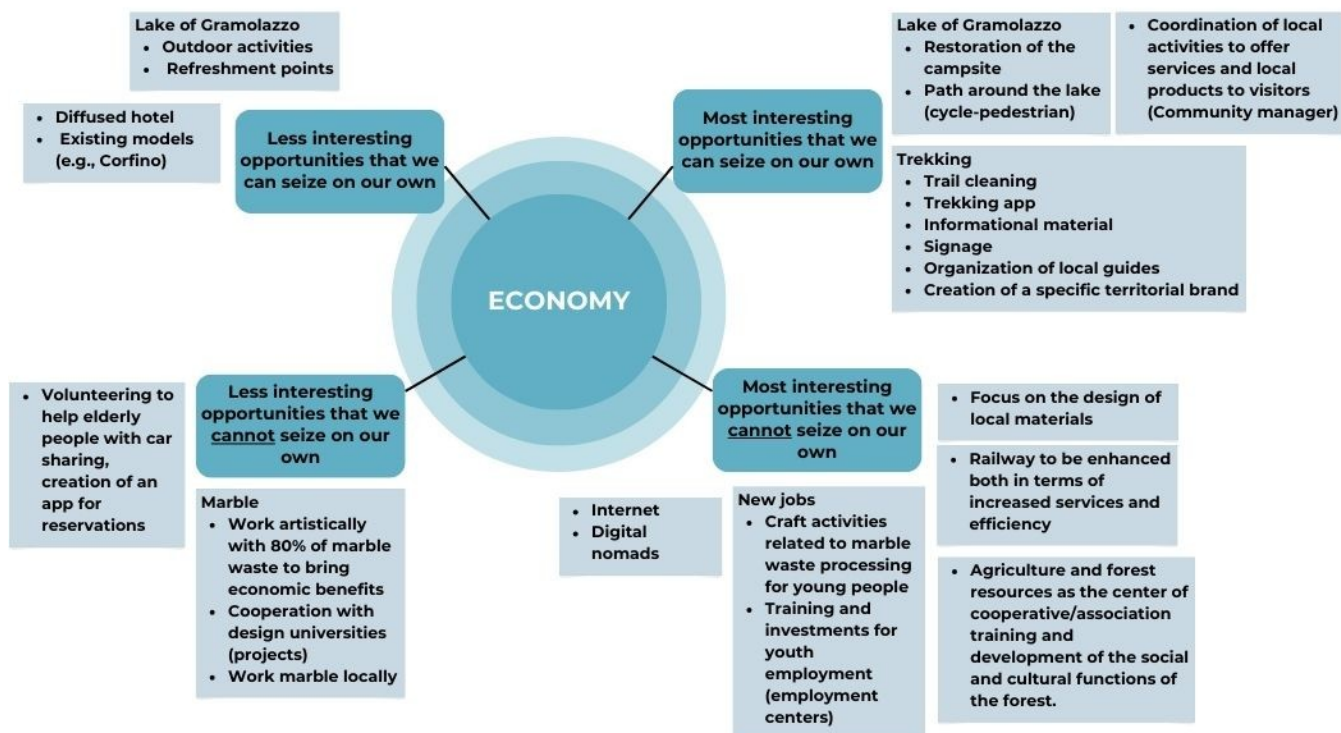 Lake of Gramolazzo
• Outdoor activities
• Refreshment points
• Diffused hotel
• Existing models
(e.g., Corfino)
Less interesting
opportunities that we
can seize on our own
Most interesting
opportunities that we
can seize on our own
Lake of Gramolazzo
• Restoration of the
campsite
• Path around the lake
(cycle-pedestrian)
• Coordination of local
activities to offer
services and local
products to visitors
(Community manager)
Trekking
• Trail cleaning
• Trekking app
• Informational material
• Signage
• Organization of local guides
• Creation of a specific territorial brand
ECONOMY
• Volunteering to
help elderly
people with car
sharing,
creation of an
app for
reservations
Less interesting
opportunities that we
cannot seize on our
own
Marble
• Work artistically
with 80% of marble
waste to bring
economic benefits
• Cooperation with
design universities
(projects)
• Work marble locally
Most interesting
opportunities that we
cannot seize on our
own
• Internet
• Digital
nomads
New jobs
• Craft activities
related to marble
waste processing
for young people
• Training and
investments for
youth
employment
(employment
centers)
• Focus on the design of
local materials
• Railway to be enhanced
both in terms of
increased services and
efficiency
• Agriculture and forest
resources as the center of
cooperative/association
training and
development of the social
and cultural functions of
the forest.